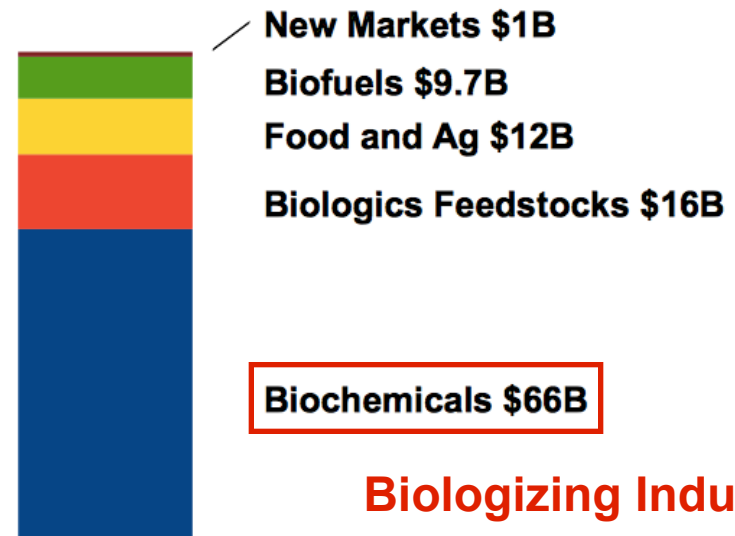 New Markets $1B
Biofuels $9.7B
Food and Ag $12B
Biologics Feedstocks $16B
Biochemicals $66B
Biologizing Indu